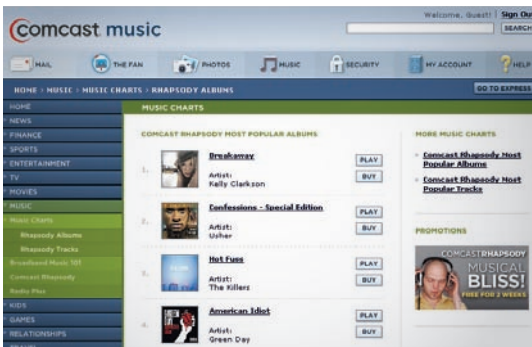 Welcome, Guest! | Sign Out
comcast music
SEARCH
MAIL
THE FAN
PHOTOS
MUSIC
SECURITY
MY ACCOUNT
HELP
HOME > MUSIC > MUSIC CHARTS > RHAPSODY ALBUMS
GO TO EXPRESS
HOME
NEWS
FINANCE
SPORTS
ENTERTAINMENT
TV
MOVIES
MUSIC
Music Charts
Rhapsody Albums
Rhapsody Tracks
Broadband Music 101
Comcast Rhapsody
Radio Plus
KIDS
GAMES
RELATIONSHIPS
MUSIC CHARTS
COMCAST RHAPSODY MOST POPULAR ALBUMS
1.
Breakaway
Artist:
Kelly Clarkson
PLAY
BUY
2.
Confessions - Special Edition
Artist:
Usher
PLAY
BUY
3.
Hot Fuss
Artist:
The Killers
PLAY
BUY
4.
American Idiot
Artist:
Green Day
PLAY
BUY
MORE MUSIC CHARTS
Comcast Rhapsody Most
Popular Albums
Comcast Rhapsody Most
Popular Tracks
PROMOTIONS
COMCASTRHAPSODY
MUSICAL
BLISS!
FREE FOR 2 WEEKS